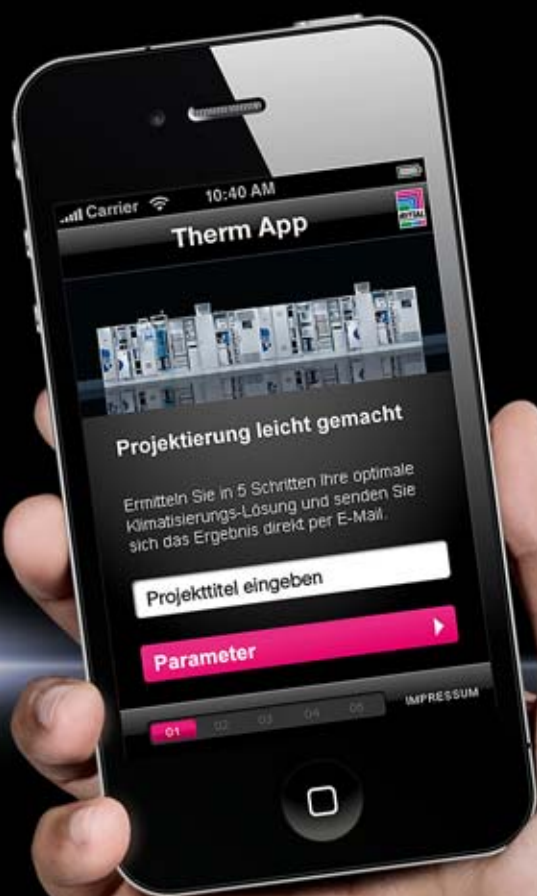 Carrier
10:40 AM
Therm App
RITTAL
Projektierung leicht gemacht
Ermitteln Sie in 5 Schritten Ihre optimale
Klimatisierungs-Lösung und senden Sie
sich das Ergebnis direkt per E-Mail.
Projekttitel eingeben
Parameter
01 02 03 04 05
IMPRESSUM